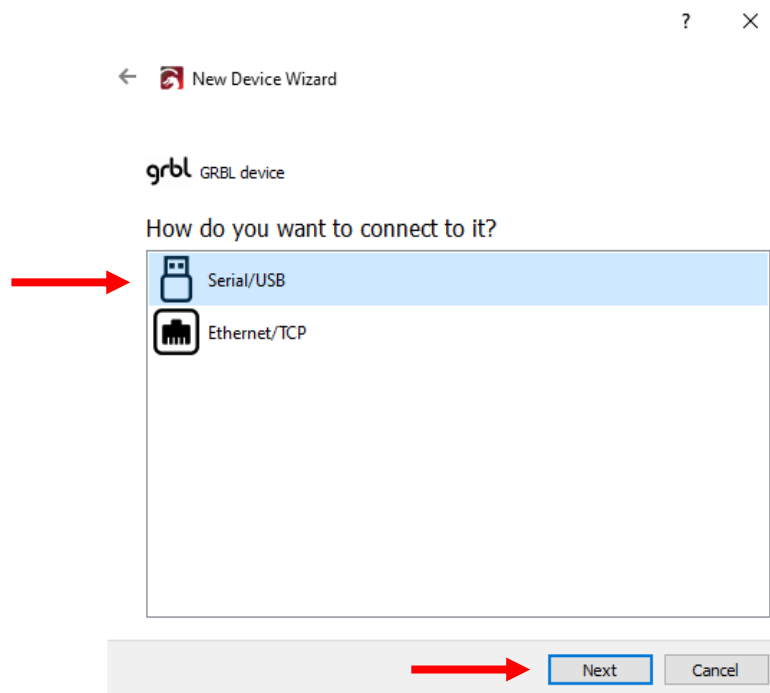 ?
New Device Wizard
grbl GRBL device
How do you want to connect to it?
Serial/USB
Ethernet/TCP
Next Cancel